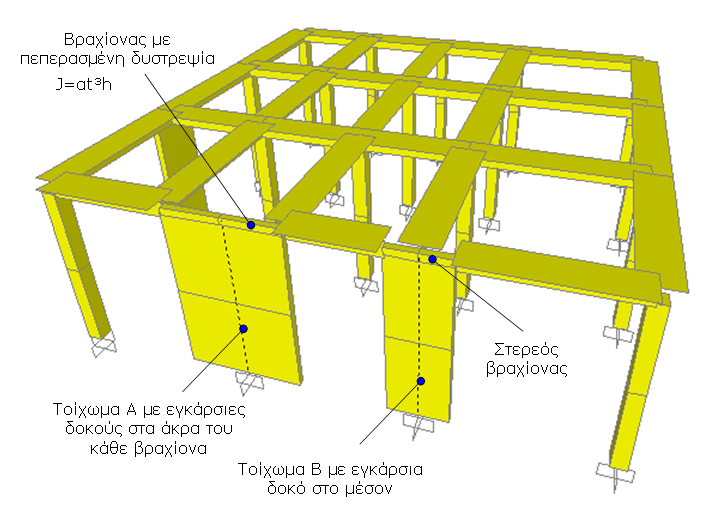 Βραχίονας με
πεπερασμένη δυστρεψία
J=at³h
Στερεός
βραχίονας
Τοίχωμα Α με εγκάρσιες
δοκούς στα άκρα του
κάθε βραχίονα
Τοίχωμα Β με εγκάρσια
δοκό στο μέσον